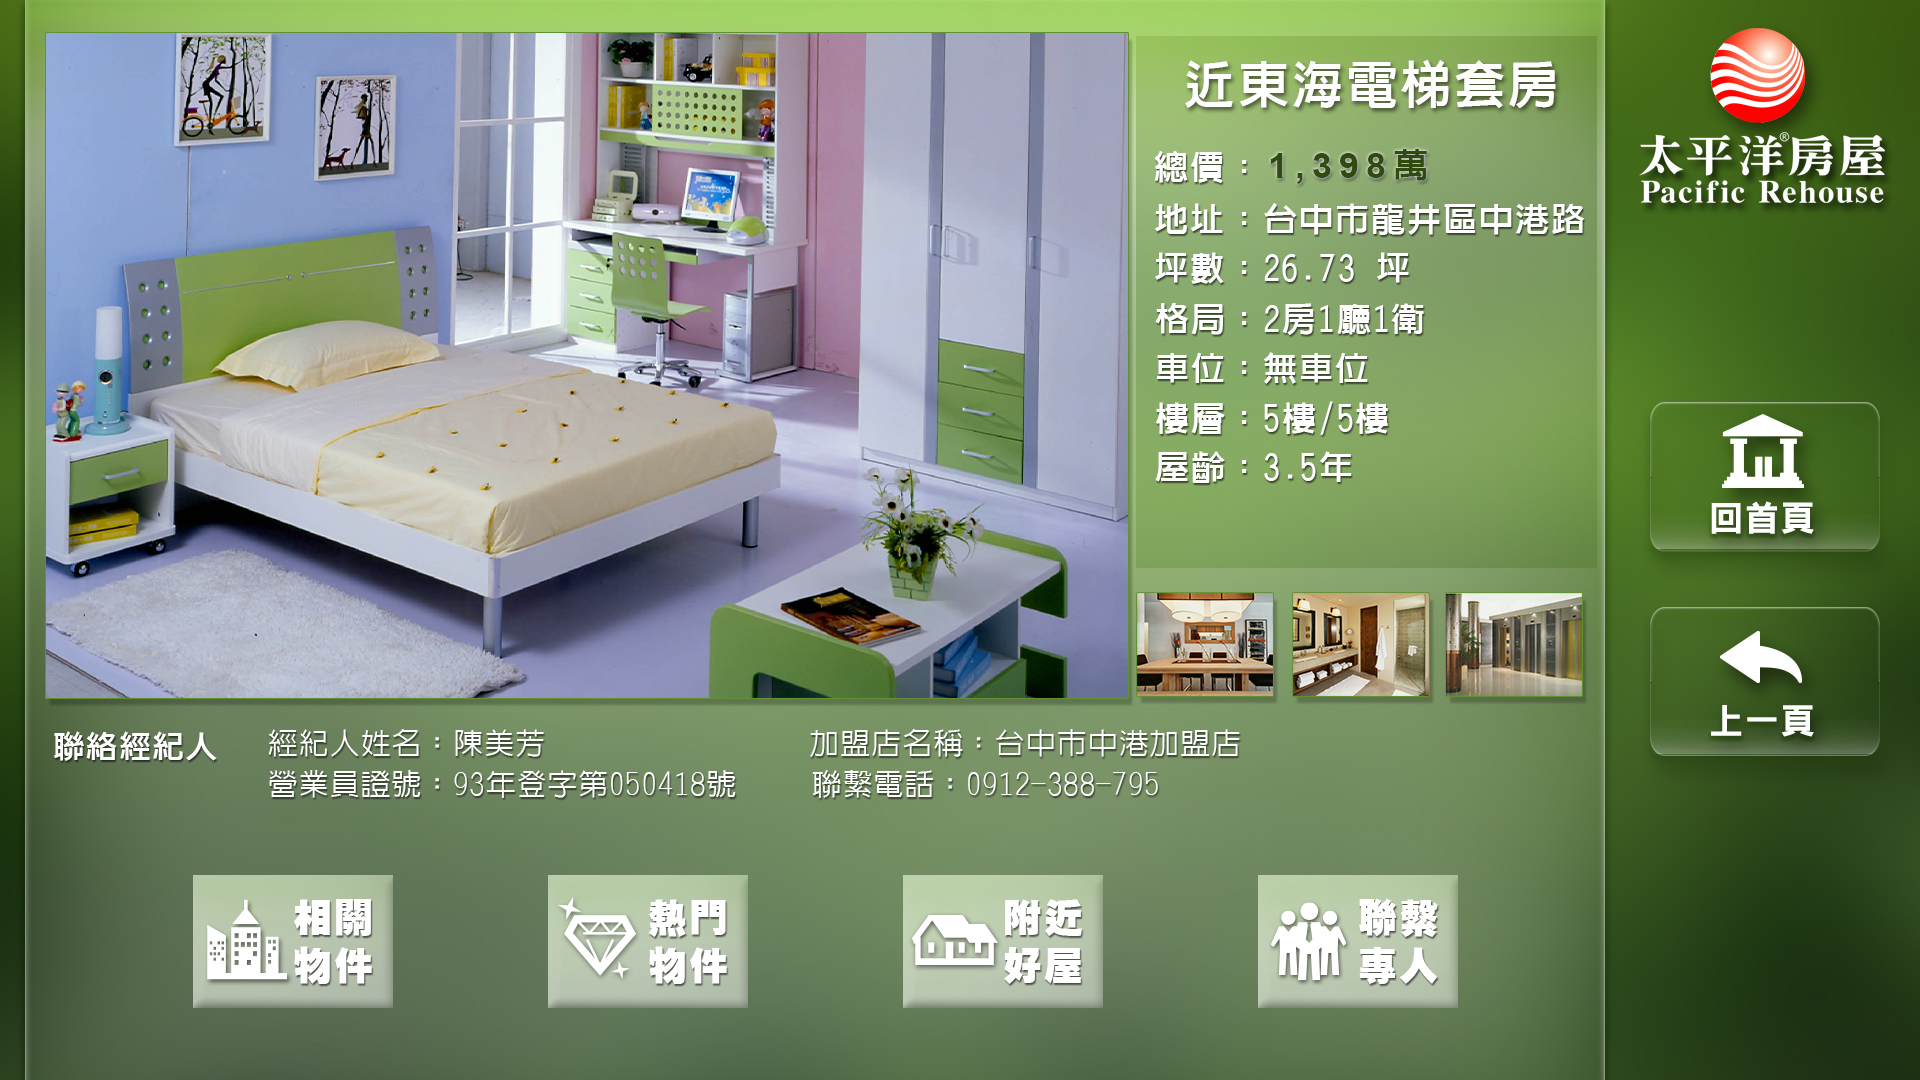 近東海電梯套房
總價：1,398萬
地址：台中市龍井區中港路
坪數：26.73 坪
格局：2房1廳1衛
車位：無車位
樓層：5樓/5樓
屋齡：3.5年
太平洋房屋®
Pacific Rehouse
回首頁
上一頁
聯絡經紀人
經紀人姓名：陳美芳
加盟店名稱：台中市中港加盟店
營業員證號：93年登字第050418號
聯繫電話：0912-388-795
相關
物件
熱門
物件
附近
好屋
聯繫
專人